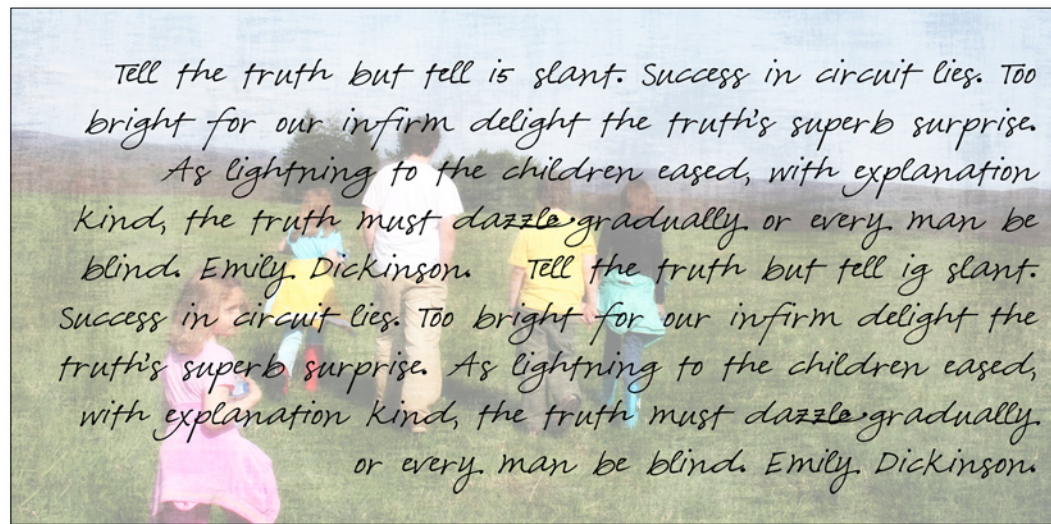 Tell the truth but tell is slant. Success in circuit lies. Too
bright for our infirm delight the truth's superb surprise.
As lightning to the children eased, with explanation
kind, the truth must dazzle gradually or every man be
blind. Emily Dickinson. Tell the truth but tell ig slant.
Success in circuit lies. Too bright for our infirm delight the
truth's superb surprise. As lightning to the children eased,
with explanation kind, the truth must dazzle gradually
or every man be blind. Emily Dickinson.